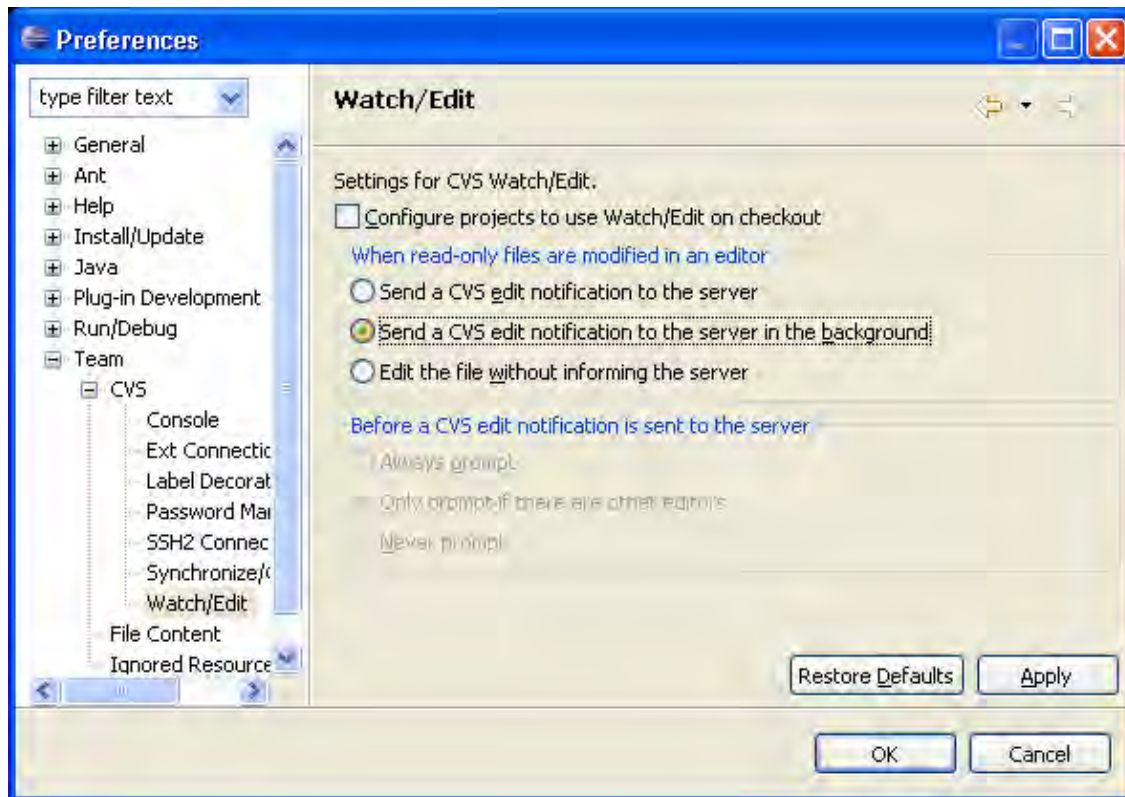 Preferences
type filter text
General
Ant
Help
Install/Update
Java
Plug-in Development
Run/Debug
Team
CVS
Console
Ext Connectic
Label Decorat
Password Mar
SSH2 Connec
Synchronize/C
Watch/Edit
File Content
Ignored Resource
Watch/Edit
Settings for CVS Watch/Edit.
Configure projects to use Watch/Edit on checkout
When read-only files are modified in an editor
Send a CVS edit notification to the server
Send a CVS edit notification to the server in the background
Edit the file without informing the server
Before a CVS edit notification is sent to the server
Always prompt
Only prompt if there are other editors
Never prompt
Restore Defaults
Apply
OK
Cancel